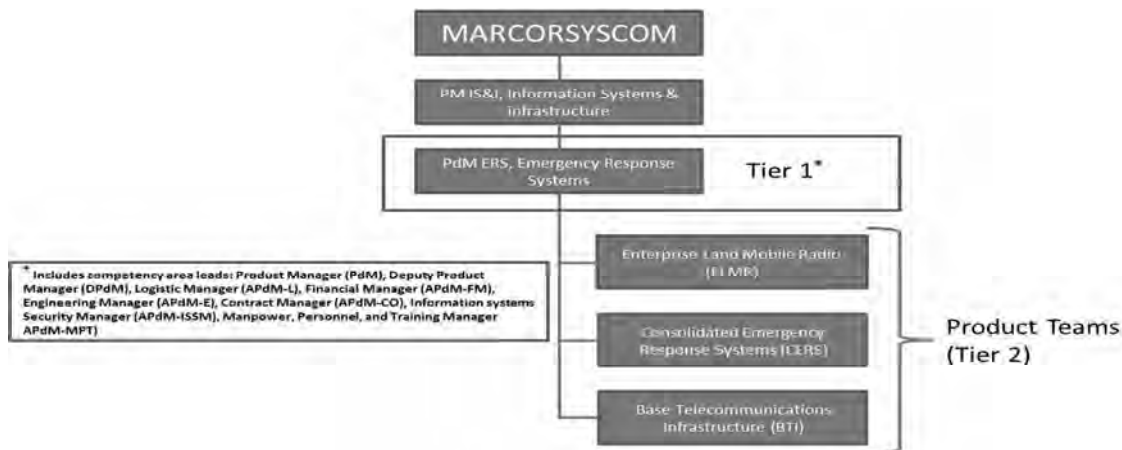 MARCORSYSCOM
PM IS&I, Information Systems &
infrastructure
PdM ERS, Emergency Response
Systems
Tier 1*
Enterprise Land Mobile Radio
(ELMR)
* Includes competency area leads: Product Manager (PdM), Deputy Product
Manager (DPdM), Logistic Manager (APdM-L), Financial Manager (APdM-FM),
Engineering Manager (APdM-E), Contract Manager (APdM-CO), Information systems
Security Manager (APdM-ISSM), Manpower, Personnel, and Training Manager
APdM-MPT)
Consolidated Emergency
Response Systems (CERS)
Product Teams
(Tier 2)
Base Telecommunications
Infrastructure (BTI)